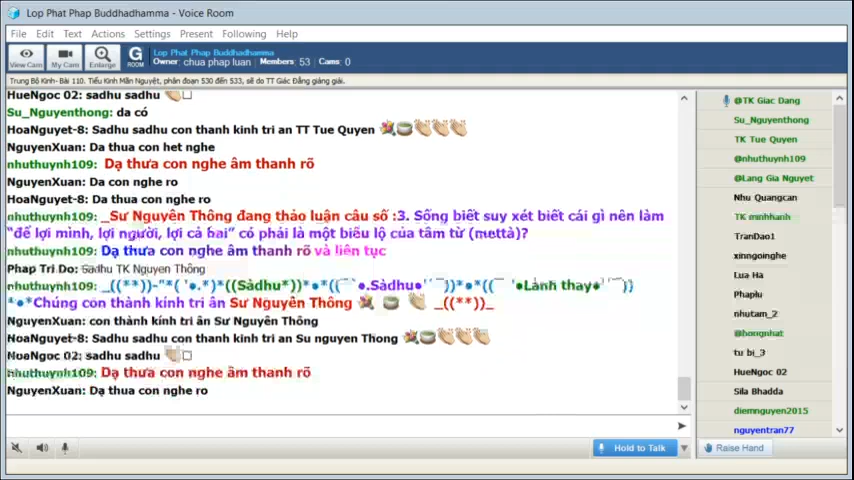 Lop Phat Phap Buddhadhamma - Voice Room
File Edit Text Actions Settings Present Following Help
View Cam My Cam Enlarge G ROOM
Lop Phat Phap Buddhadhamma
Owner: chua phap luan Members: 53 Cams: 0
Trung Bộ Kinh- Bài 110. Tiểu Kinh Mãn Nguyệt, phân đoạn 530 đến 533, sẽ do TT Giác Đẳng giảng giải.
HueNgoc 02: sadhu sadhu
Su_Nguyenthong: da có
HoaNguyet-8: Sadhu sadhu con thanh kinh tri an TT Tue Quyen
NguyenXuan: Da thua con het nghe
nhuthuynh109: Dạ thưa con nghe âm thanh rõ
NguyenXuan: Da con nghe ro
HoaNguyet-8: Da thua con nghe ro
nhuthuynh109: _Sư Nguyên Thông đang thảo luận câu số :3. Sống biết suy xét biết cái gì nên làm
“để lợi mình, lợi người, lợi cả hai” có phải là một biểu lộ của tâm từ (mettà)?
nhuthuynh109: Dạ thưa con nghe âm thanh rõ và liên tục
Phap Tri Do: Sadhu TK Nguyen Thông
nhuthuynh109: ((Sàdhu*)) Sàdhu Lành thay
Chúng con thành kính tri ân Sư Nguyên Thông _((**))_
NguyenXuan: con thành kính tri ân Sư Nguyên Thông
HoaNguyet-8: Sadhu sadhu con thanh kinh tri an Su nguyen Thong
HoaNgoc 02: sadhu sadhu
nhuthuynh109: Dạ thưa con nghe âm thanh rõ
NguyenXuan: Dạ thua con nghe ro
@TK Giac Dang
Su_Nguyenthong
TK Tue Quyen
@nhuthuynh109
@Lang Gia Nguyet
Nhu Quangcan
TK minhhanh
TranDao1
xinngoinghe
Lua Ha
Phaplu
nhutam_2
@hongnhat
tu bi_3
HueNgoc 02
Sila Bhadda
diemnguyen2015
nguyentran77
Hold to Talk
Raise Hand